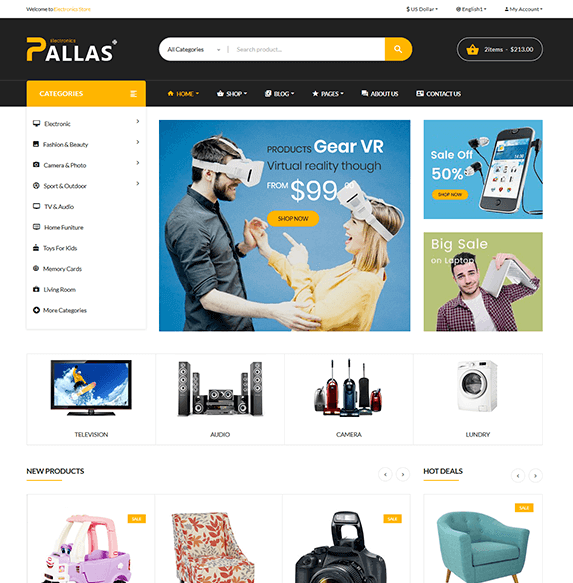 Welcome to Electronics Store
$ US Dollar
English1
My Account
Electronics
PALLAS
All Categories
Search product...
2Items - $213.00
CATEGORIES
HOME
SHOP
BLOG
PAGES
ABOUT US
CONTACT US
Electronic
Fashion & Beauty
Camera & Photo
Sport & Outdoor
TV & Audio
Home Funiture
Toys For Kids
Memory Cards
Living Room
More Categories
PRODUCTS Gear VR
Virtual reality though
FROM $99.00
SHOP NOW
Sale Off
50%
SHOP NOW
Big Sale
on Laptop
TELEVISION
AUDIO
CAMERA
LUNDRY
NEW PRODUCTS
HOT DEALS
SALE
SALE
SALE
Canon